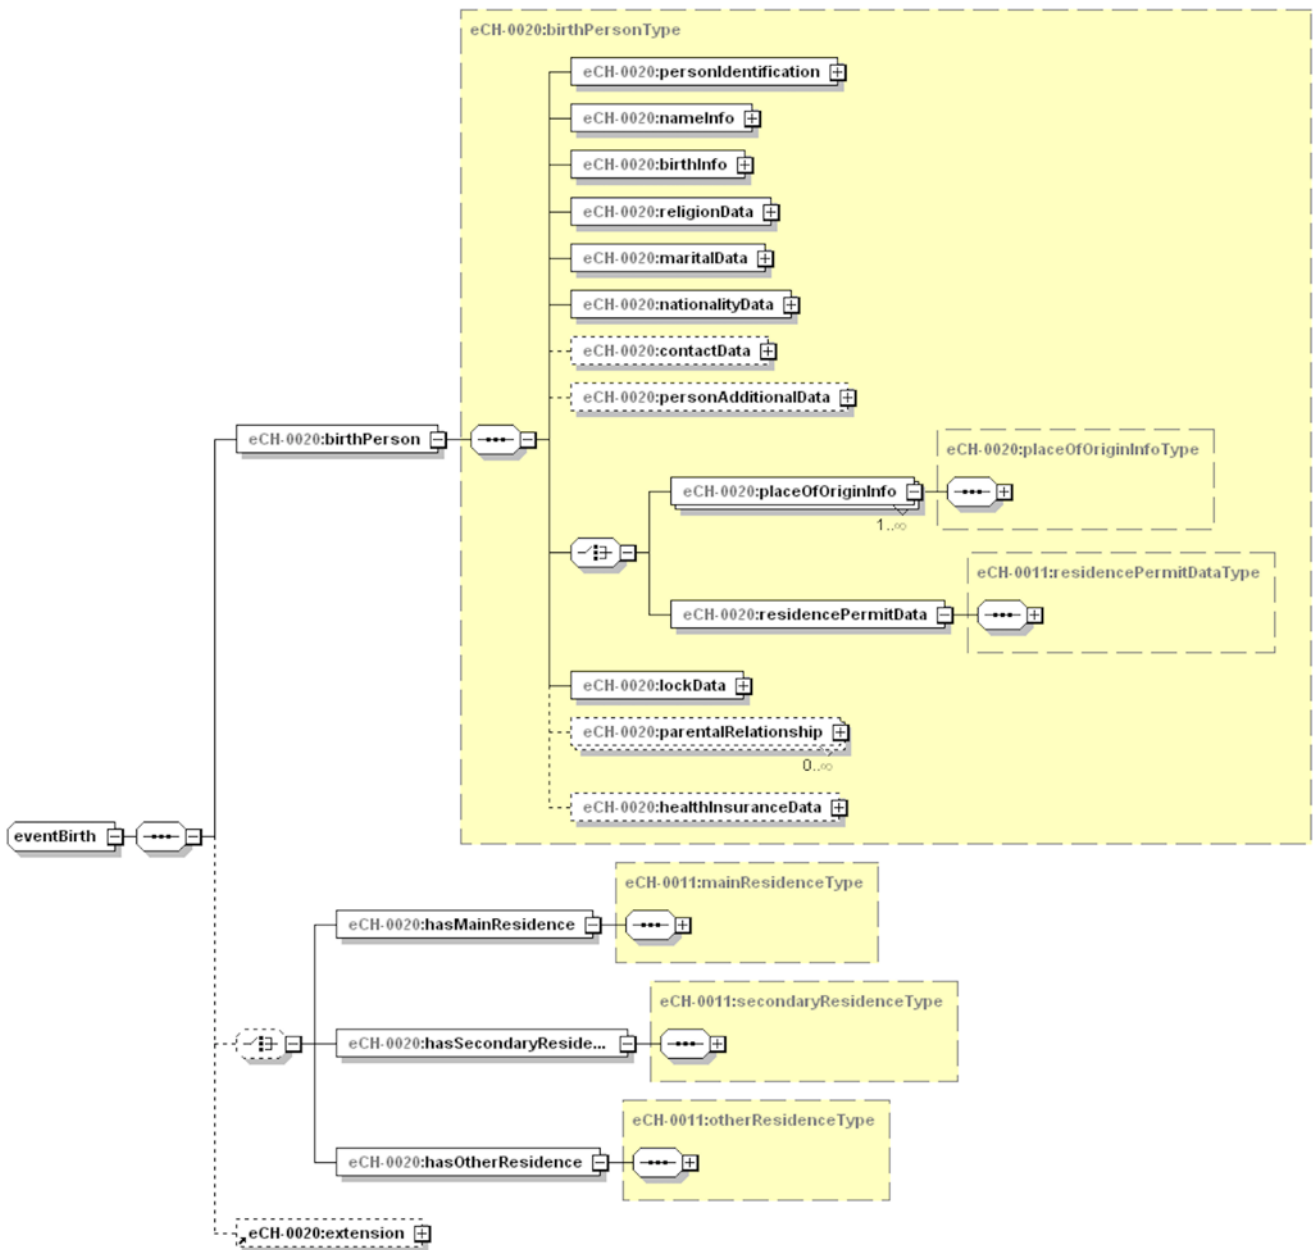 eCH-0020:birthPersonType
eCH-0020:personIdentification
eCH-0020:nameInfo
eCH-0020:birthInfo
eCH-0020:religionData
eCH-0020:maritalData
eCH-0020:nationalityData
eCH-0020:contactData
eCH-0020:personAdditionalData
eCH-0020:birthPerson
eCH-0020:placeOfOriginInfoType
eCH-0020:placeOfOriginInfo
1..∞
eCH-0011:residencePermitDataType
eCH-0020:residencePermitData
eCH-0020:lockData
eCH-0020:parentalRelationship
0..∞
eCH-0020:healthInsuranceData
eventBirth
eCH-0011:mainResidenceType
eCH-0020:hasMainResidence
eCH-0011:secondaryResidenceType
eCH-0020:hasSecondaryReside...
eCH-0011:otherResidenceType
eCH-0020:hasOtherResidence
eCH-0020:extension